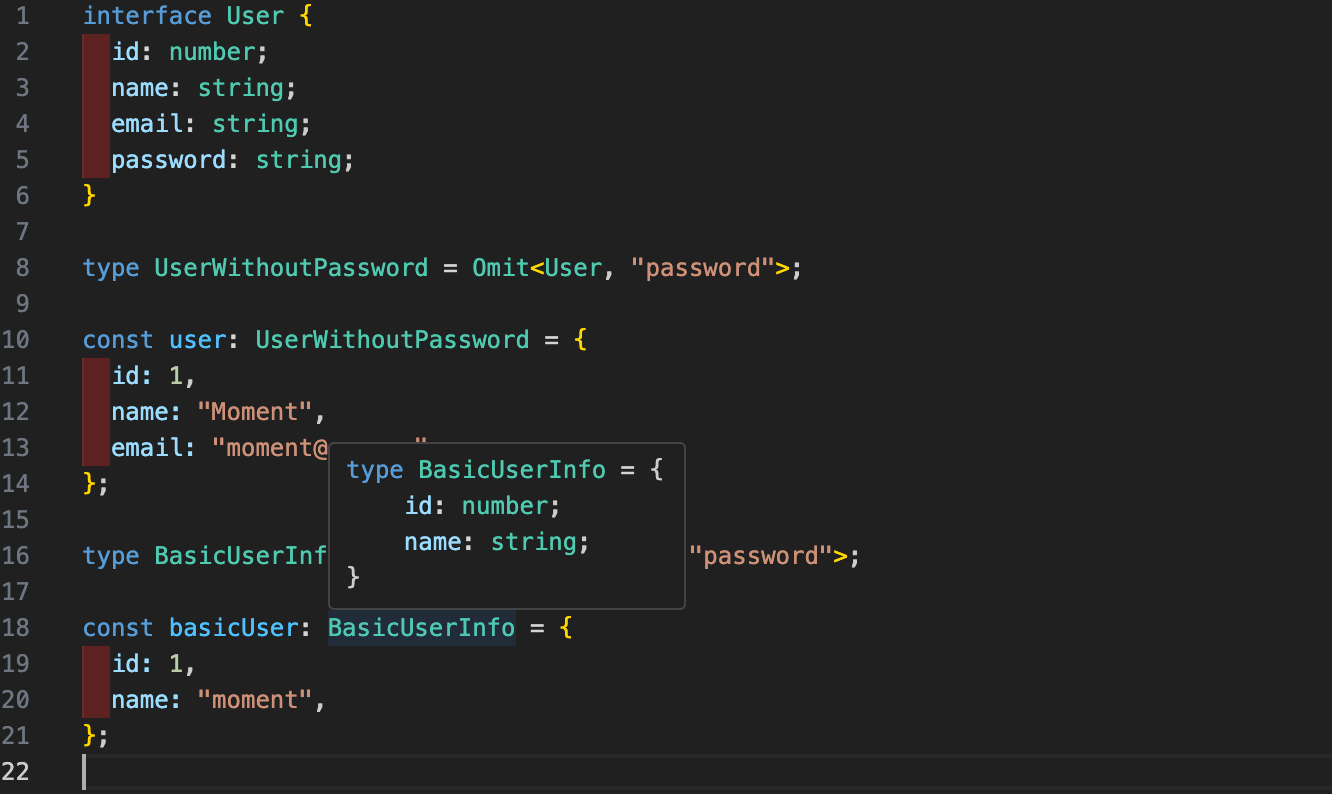 1 interface User {
2 id: number;
3 name: string;
4 email: string;
5 password: string;
6 }
7
8 type UserWithoutPassword = Omit<User, "password">;
9
10 const user: UserWithoutPassword = {
11 id: 1,
12 name: "Moment",
13 email: "moment@
14 };
15
type BasicUserInfo = {
id: number;
name: string;
}
16 type BasicUserInf "password">;
17
18 const basicUser: BasicUserInfo = {
19 id: 1,
20 name: "moment",
21 };
22